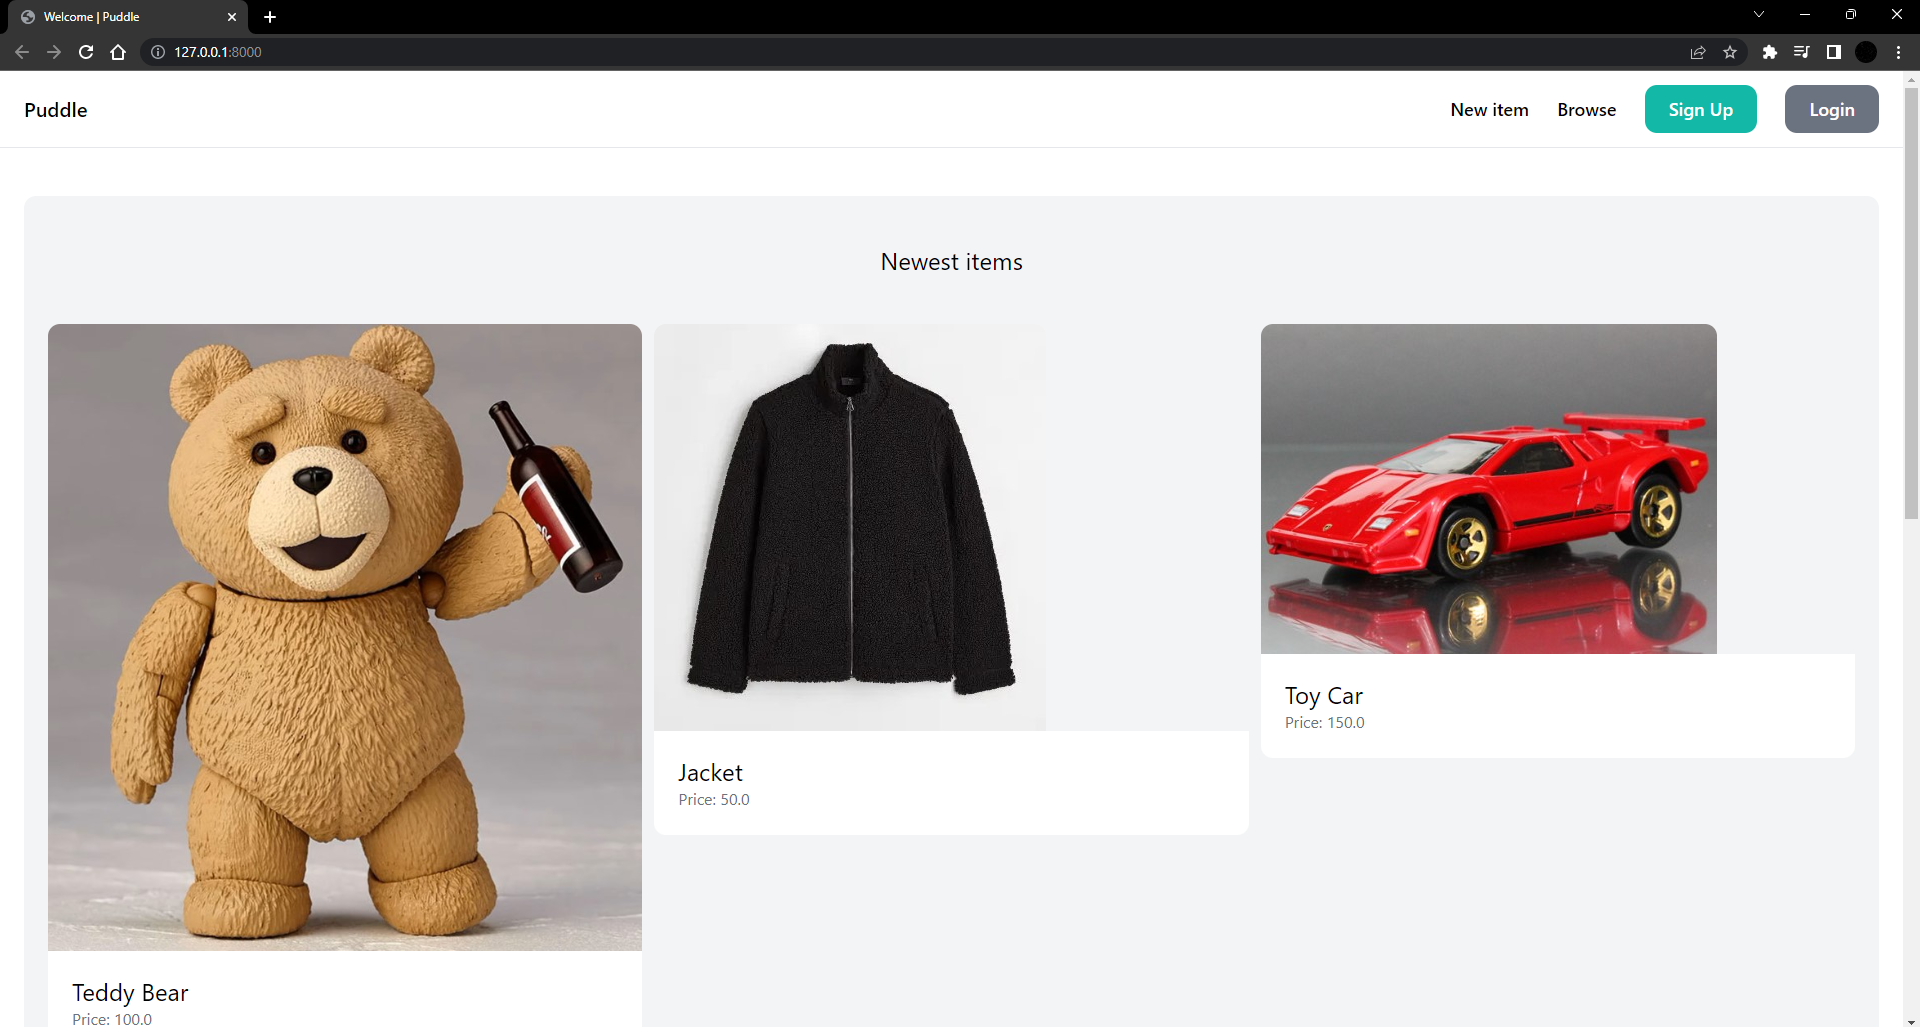 Welcome | Puddle
127.0.0.1:8000
Puddle
New item
Browse
Sign Up
Login
Newest items
Toy Car
Price: 150.0
Jacket
Price: 50.0
Teddy Bear
Price: 100.0